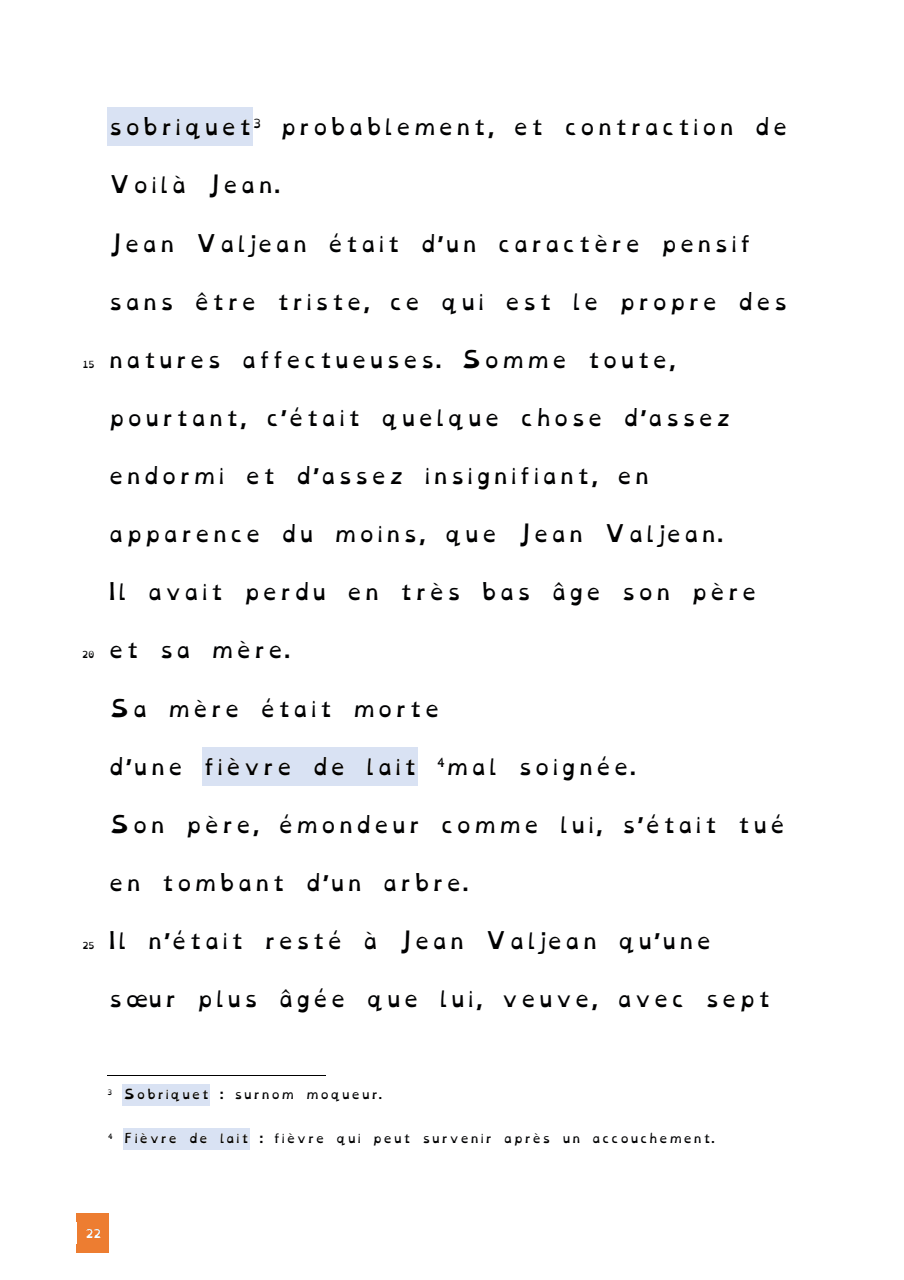 sobriquet³ probablement, et contraction de
Voilà Jean.
Jean Valjean était d’un caractère pensif
sans être triste, ce qui est le propre des
15 natures affectueuses. Somme toute,
pourtant, c’était quelque chose d’assez
endormi et d’assez insignifiant, en
apparence du moins, que Jean Valjean.
Il avait perdu en très bas âge son père
20 et sa mère.
Sa mère était morte
d’une fièvre de lait ⁴mal soignée.
Son père, émondeur comme lui, s’était tué
en tombant d’un arbre.
25 Il n’était resté à Jean Valjean qu’une
sœur plus âgée que lui, veuve, avec sept
³ Sobriquet : surnom moqueur.
⁴ Fièvre de lait : fièvre qui peut survenir après un accouchement.
22